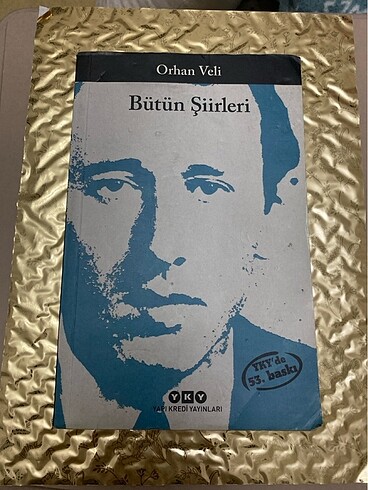 Orhan Veli
Bütün Şiirleri
YKY'de
53. baskı
YKY
YAPI KREDİ YAYINLARI